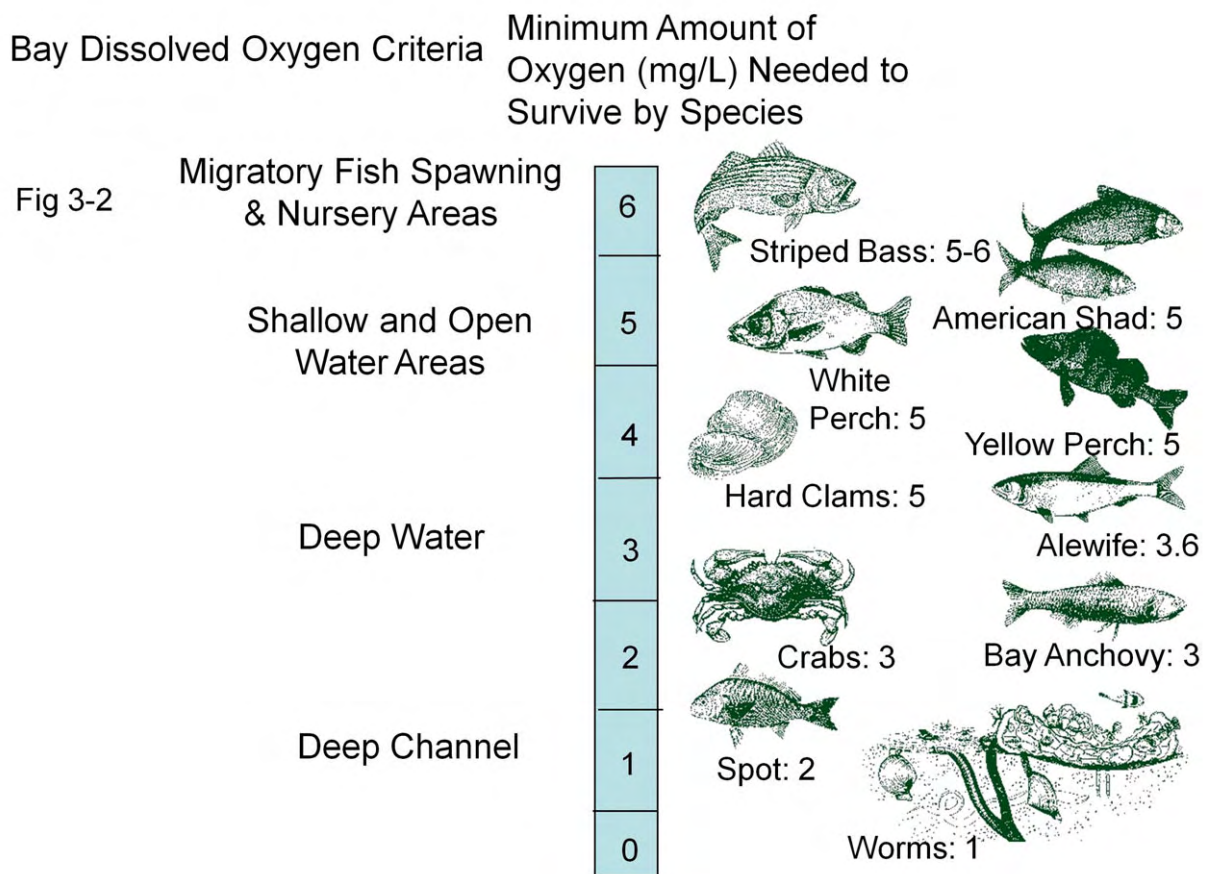 Bay Dissolved Oxygen Criteria
Minimum Amount of
Oxygen (mg/L) Needed to
Survive by Species
Fig 3-2
Migratory Fish Spawning
& Nursery Areas
Shallow and Open
Water Areas
Deep Water
Deep Channel
6
5
4
3
2
1
0
Striped Bass: 5-6
American Shad: 5
White
Perch: 5
Yellow Perch: 5
Hard Clams: 5
Alewife: 3.6
Crabs: 3
Bay Anchovy: 3
Spot: 2
Worms: 1